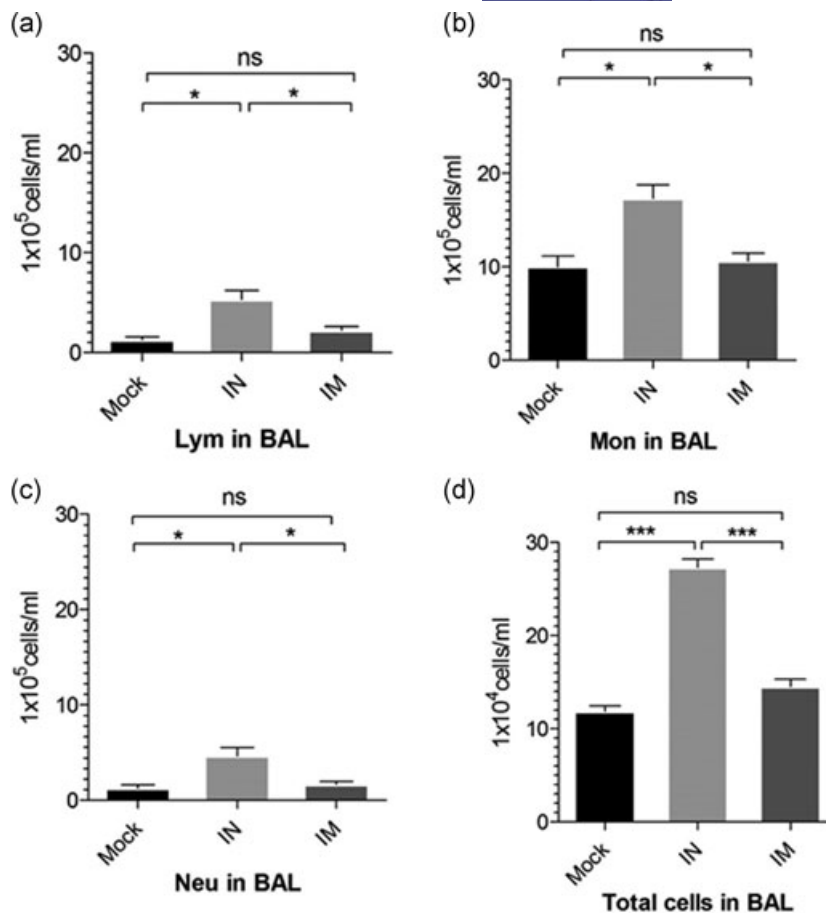 (a)
30
20
10
0
1x10⁵cells/ml
ns
* *
Mock IN IM
Lym in BAL
(b)
30
20
10
0
1x10⁵cells/ml
ns
* *
Mock IN IM
Mon in BAL
(c)
30
20
10
0
1x10⁵cells/ml
ns
* *
Mock IN IM
Neu in BAL
(d)
30
20
10
0
1x10⁴cells/ml
ns
*** ***
Mock IN IM
Total cells in BAL